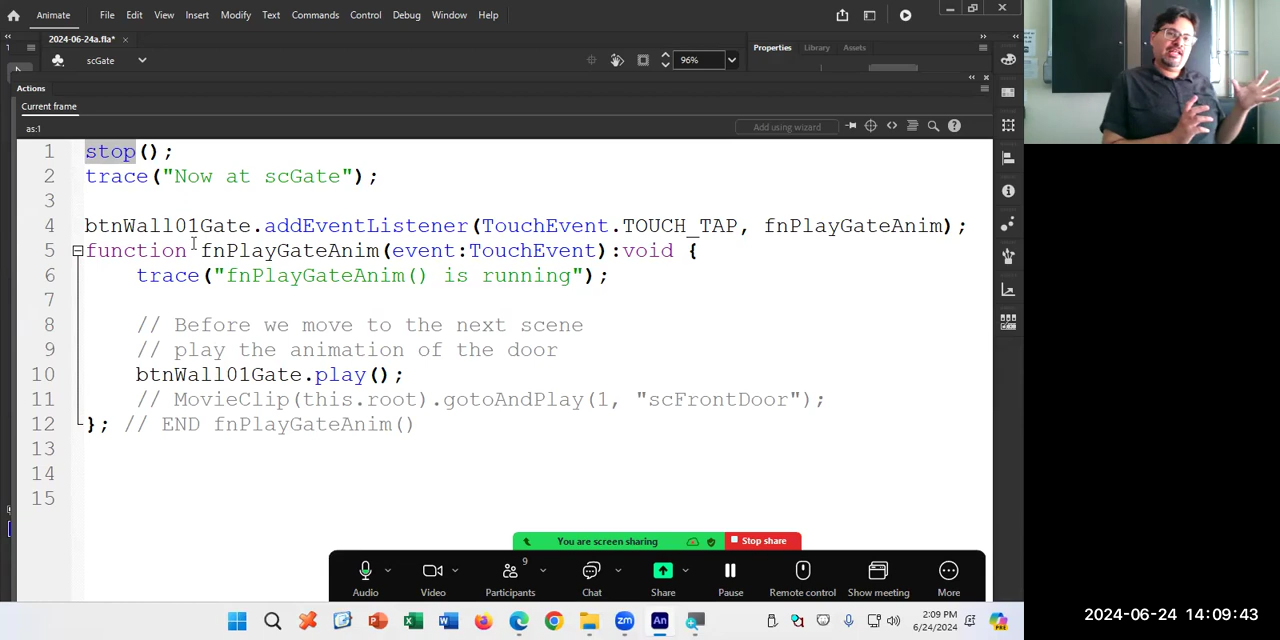 Animate File Edit View Insert Modify Text Commands Control Debug Window Help
2024-06-24a.fla* ×
scGate 96% Properties Library Assets
Actions
Current frame
as:1 Add using wizard
1 stop();
2 trace("Now at scGate");
3
4 btnWall01Gate.addEventListener(TouchEvent.TOUCH_TAP, fnPlayGateAnim);
5 function fnPlayGateAnim(event:TouchEvent):void {
6 trace("fnPlayGateAnim() is running");
7
8 // Before we move to the next scene
9 // play the animation of the door
10 btnWall01Gate.play();
11 // MovieClip(this.root).gotoAndPlay(1, "scFrontDoor");
12 }; // END fnPlayGateAnim()
13
14
15
You are screen sharing Stop share
9
Audio Video Participants Chat Share Pause Remote control Show meeting More
2:09 PM
6/24/2024
2024-06-24 14:09:43